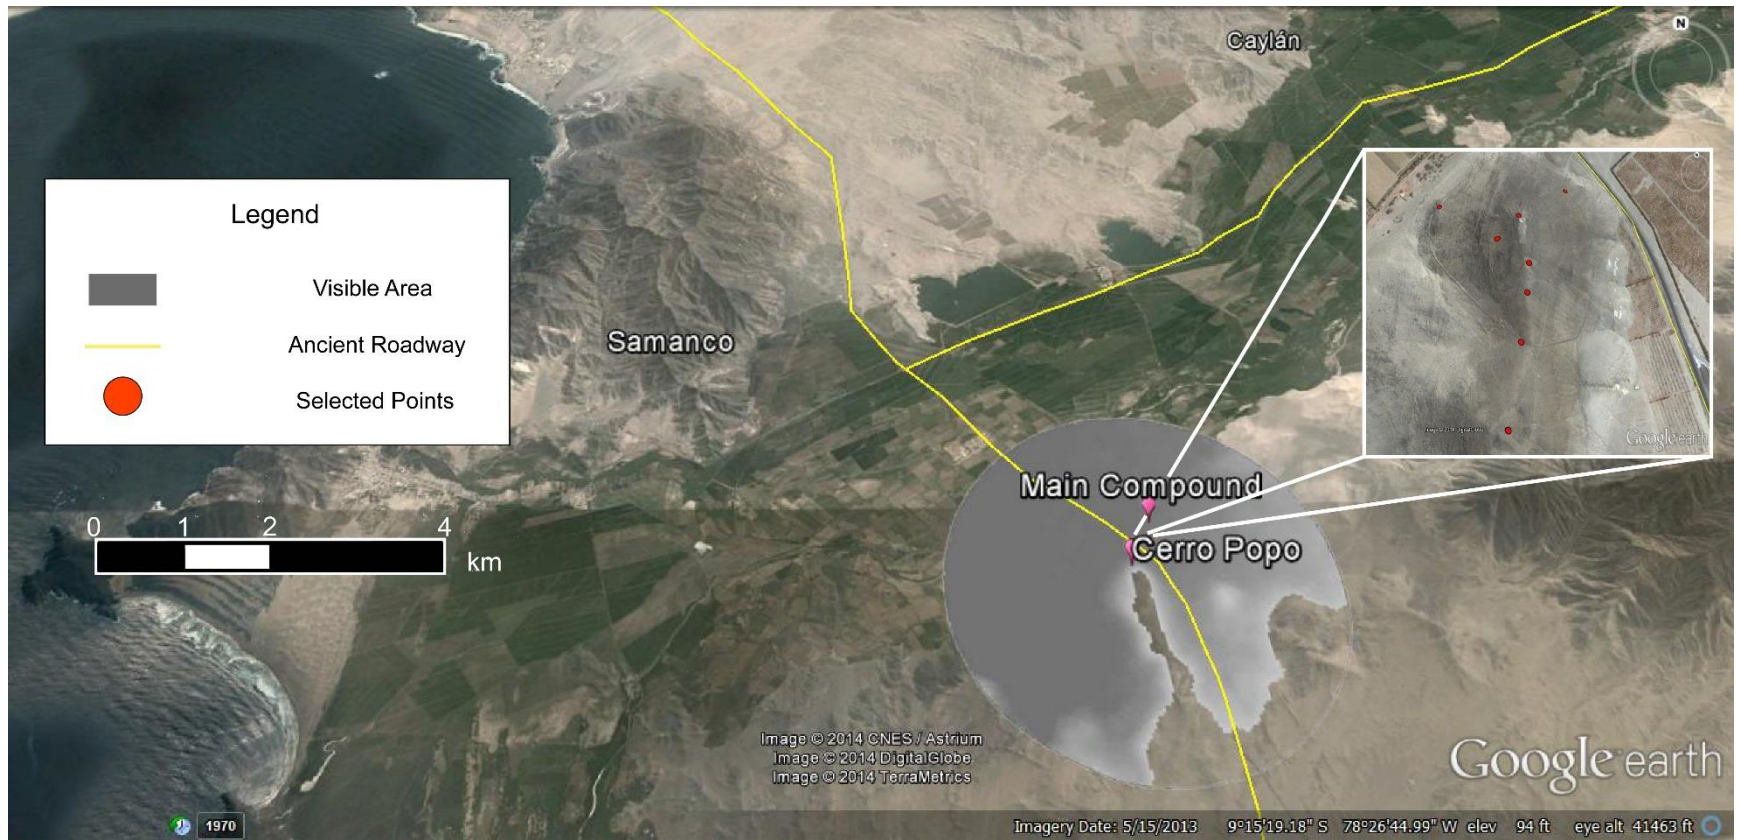 Caylán
N
Legend
Visible Area
Ancient Roadway
Selected Points
Samanco
Google earth
Main Compound
Cerro Popo
0 1 2 4
km
Image © 2014 CNES / Astrium
Image © 2014 DigitalGlobe
Image © 2014 TerraMetrics
Google earth
1970
Imagery Date: 5/15/2013 9°15'19.18" S 78°26'44.99" W elev 94 ft eye alt 41463 ft